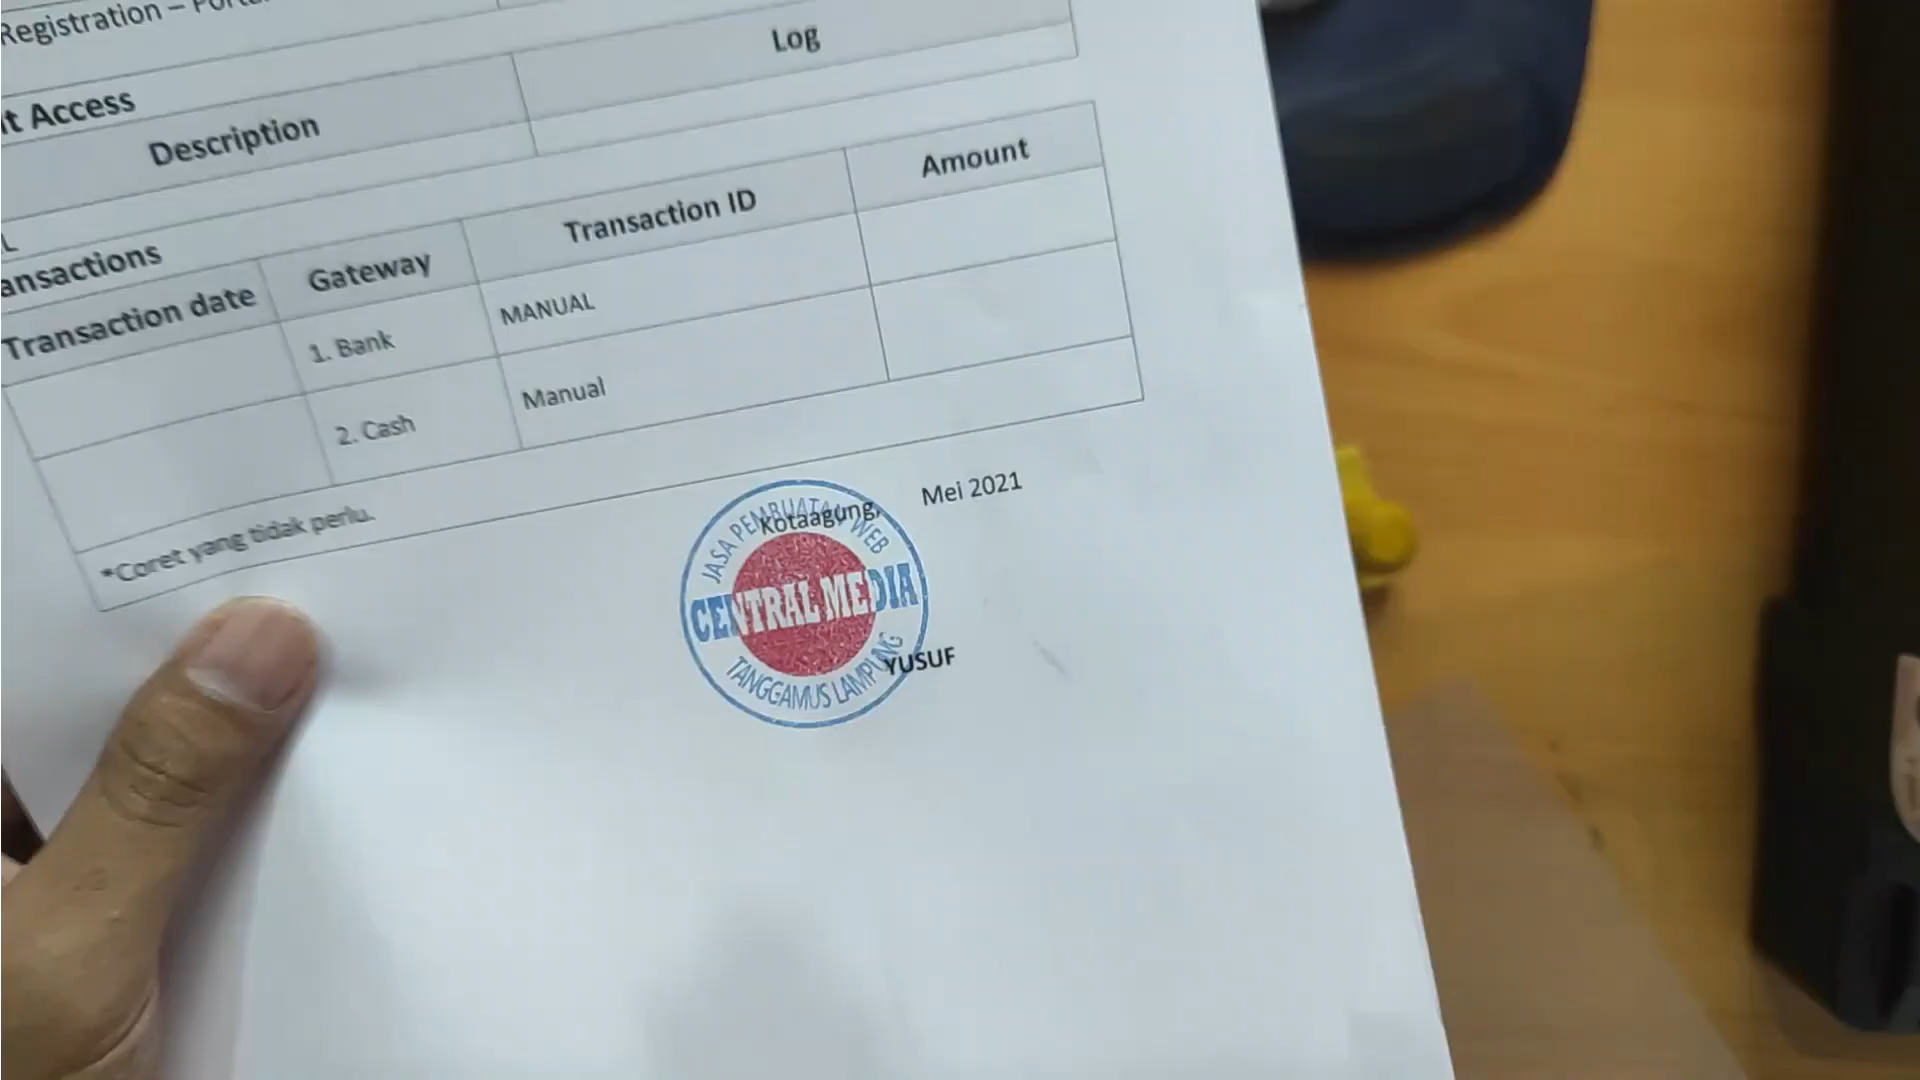 Registration –
Log
it Access
Description
ansactions
Transaction date Gateway Transaction ID Amount
1. Bank MANUAL
2. Cash Manual
*Coret yang tidak perlu.
Kotaagung, Mei 2021
JASA PEMBUATAN WEB
CENTRAL MEDIA
TANGGAMUS LAMPUNG
YUSUF